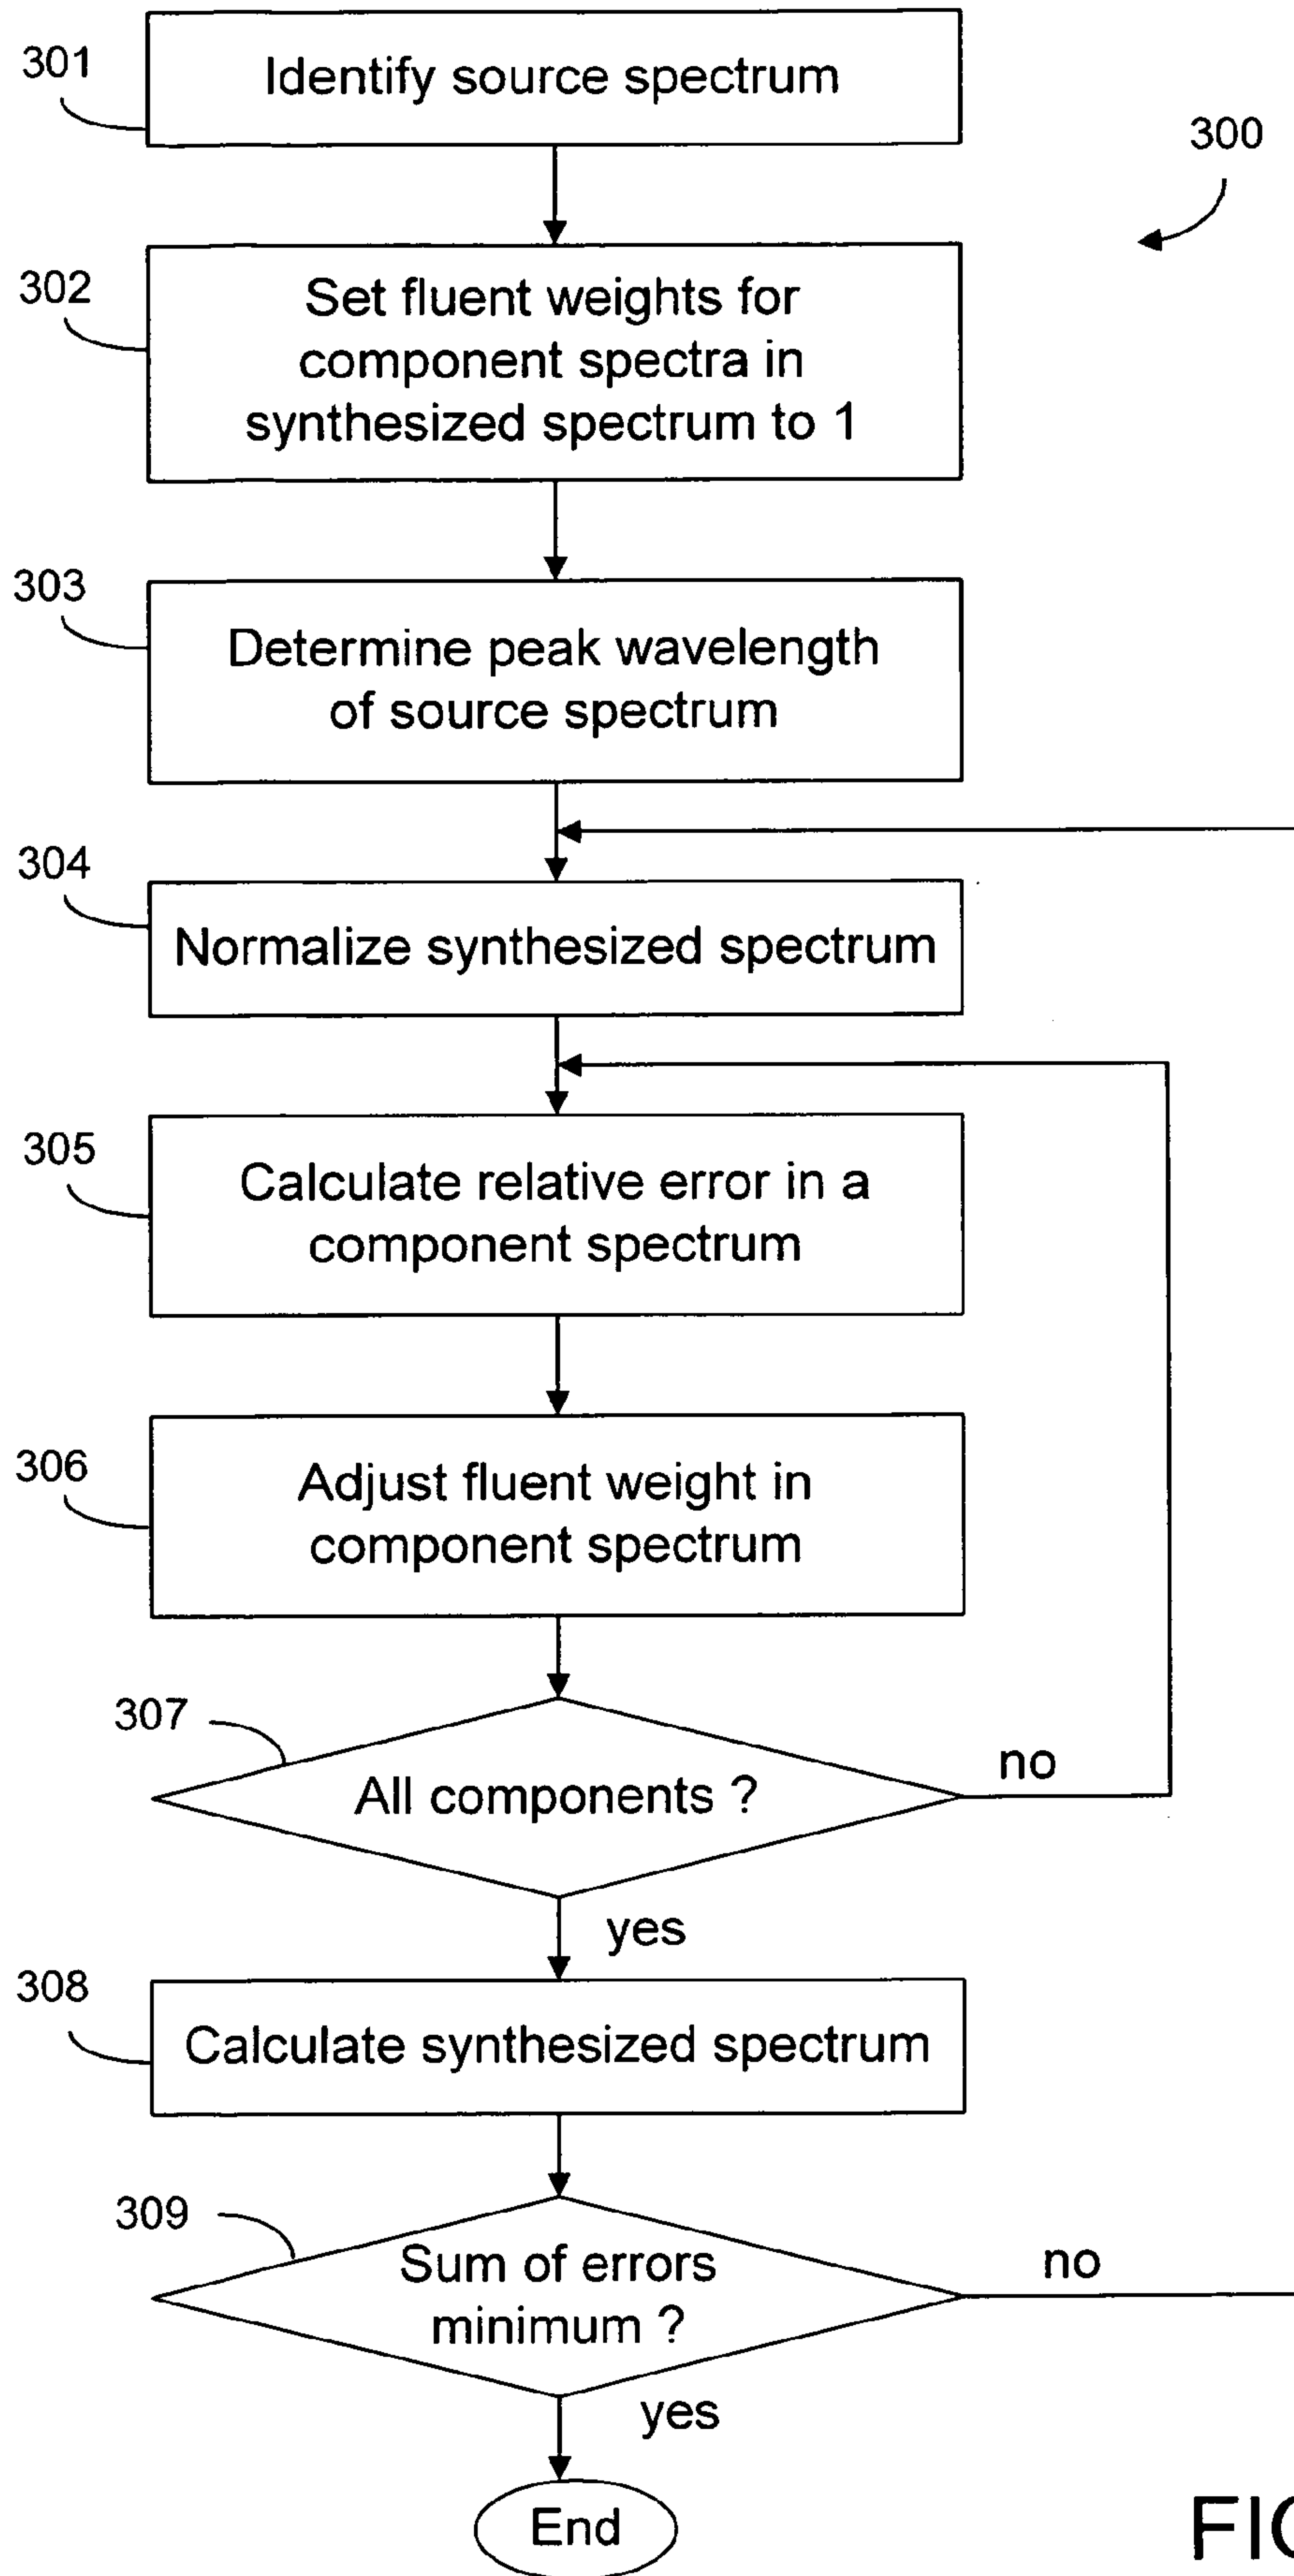 301
Identify source spectrum
300
302
Set fluent weights for
component spectra in
synthesized spectrum to 1
303
Determine peak wavelength
of source spectrum
304
Normalize synthesized spectrum
305
Calculate relative error in a
component spectrum
306
Adjust fluent weight in
component spectrum
307
All components ?
no
yes
308
Calculate synthesized spectrum
309
Sum of errors
minimum ?
no
yes
End